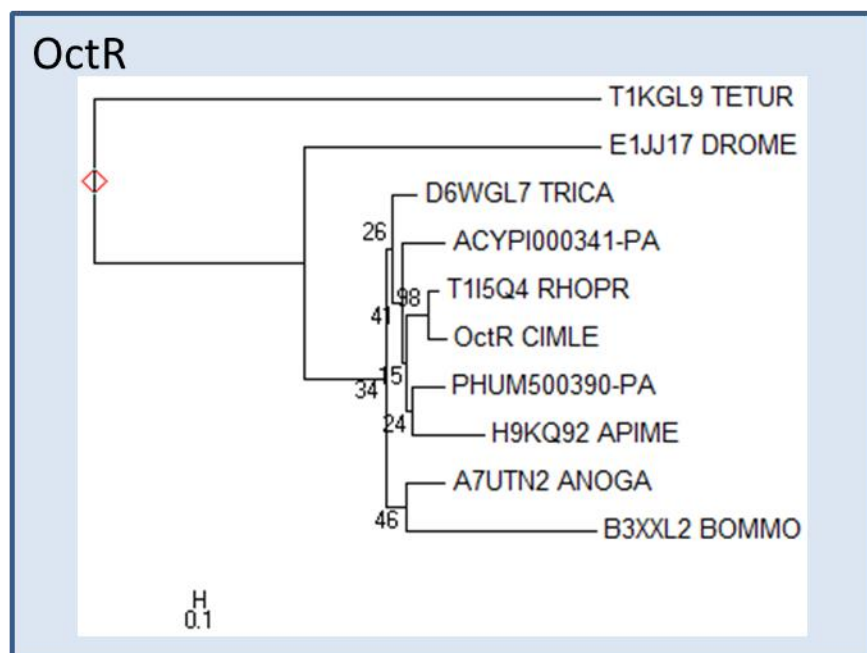 OctR
T1KGL9 TETUR
E1JJ17 DROME
D6WGL7 TRICA
26
ACYPI000341-PA
T1I5Q4 RHOPR
98
41
OctR CIMLE
15
PHUM500390-PA
34
24
H9KQ92 APIME
A7UTN2 ANOGA
46
B3XXL2 BOMMO
H
0.1